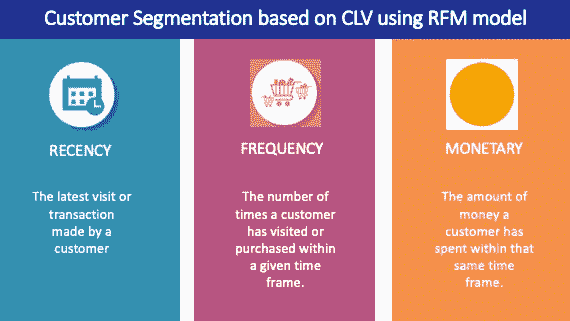 Customer Segmentation based on CLV using RFM model
RECENCY
The latest visit or
transaction
made by a
customer
FREQUENCY
The number of
times a customer
has visited or
purchased within
a given time
frame.
MONETARY
The amount of
money a
customer has
spent within that
same time
frame.